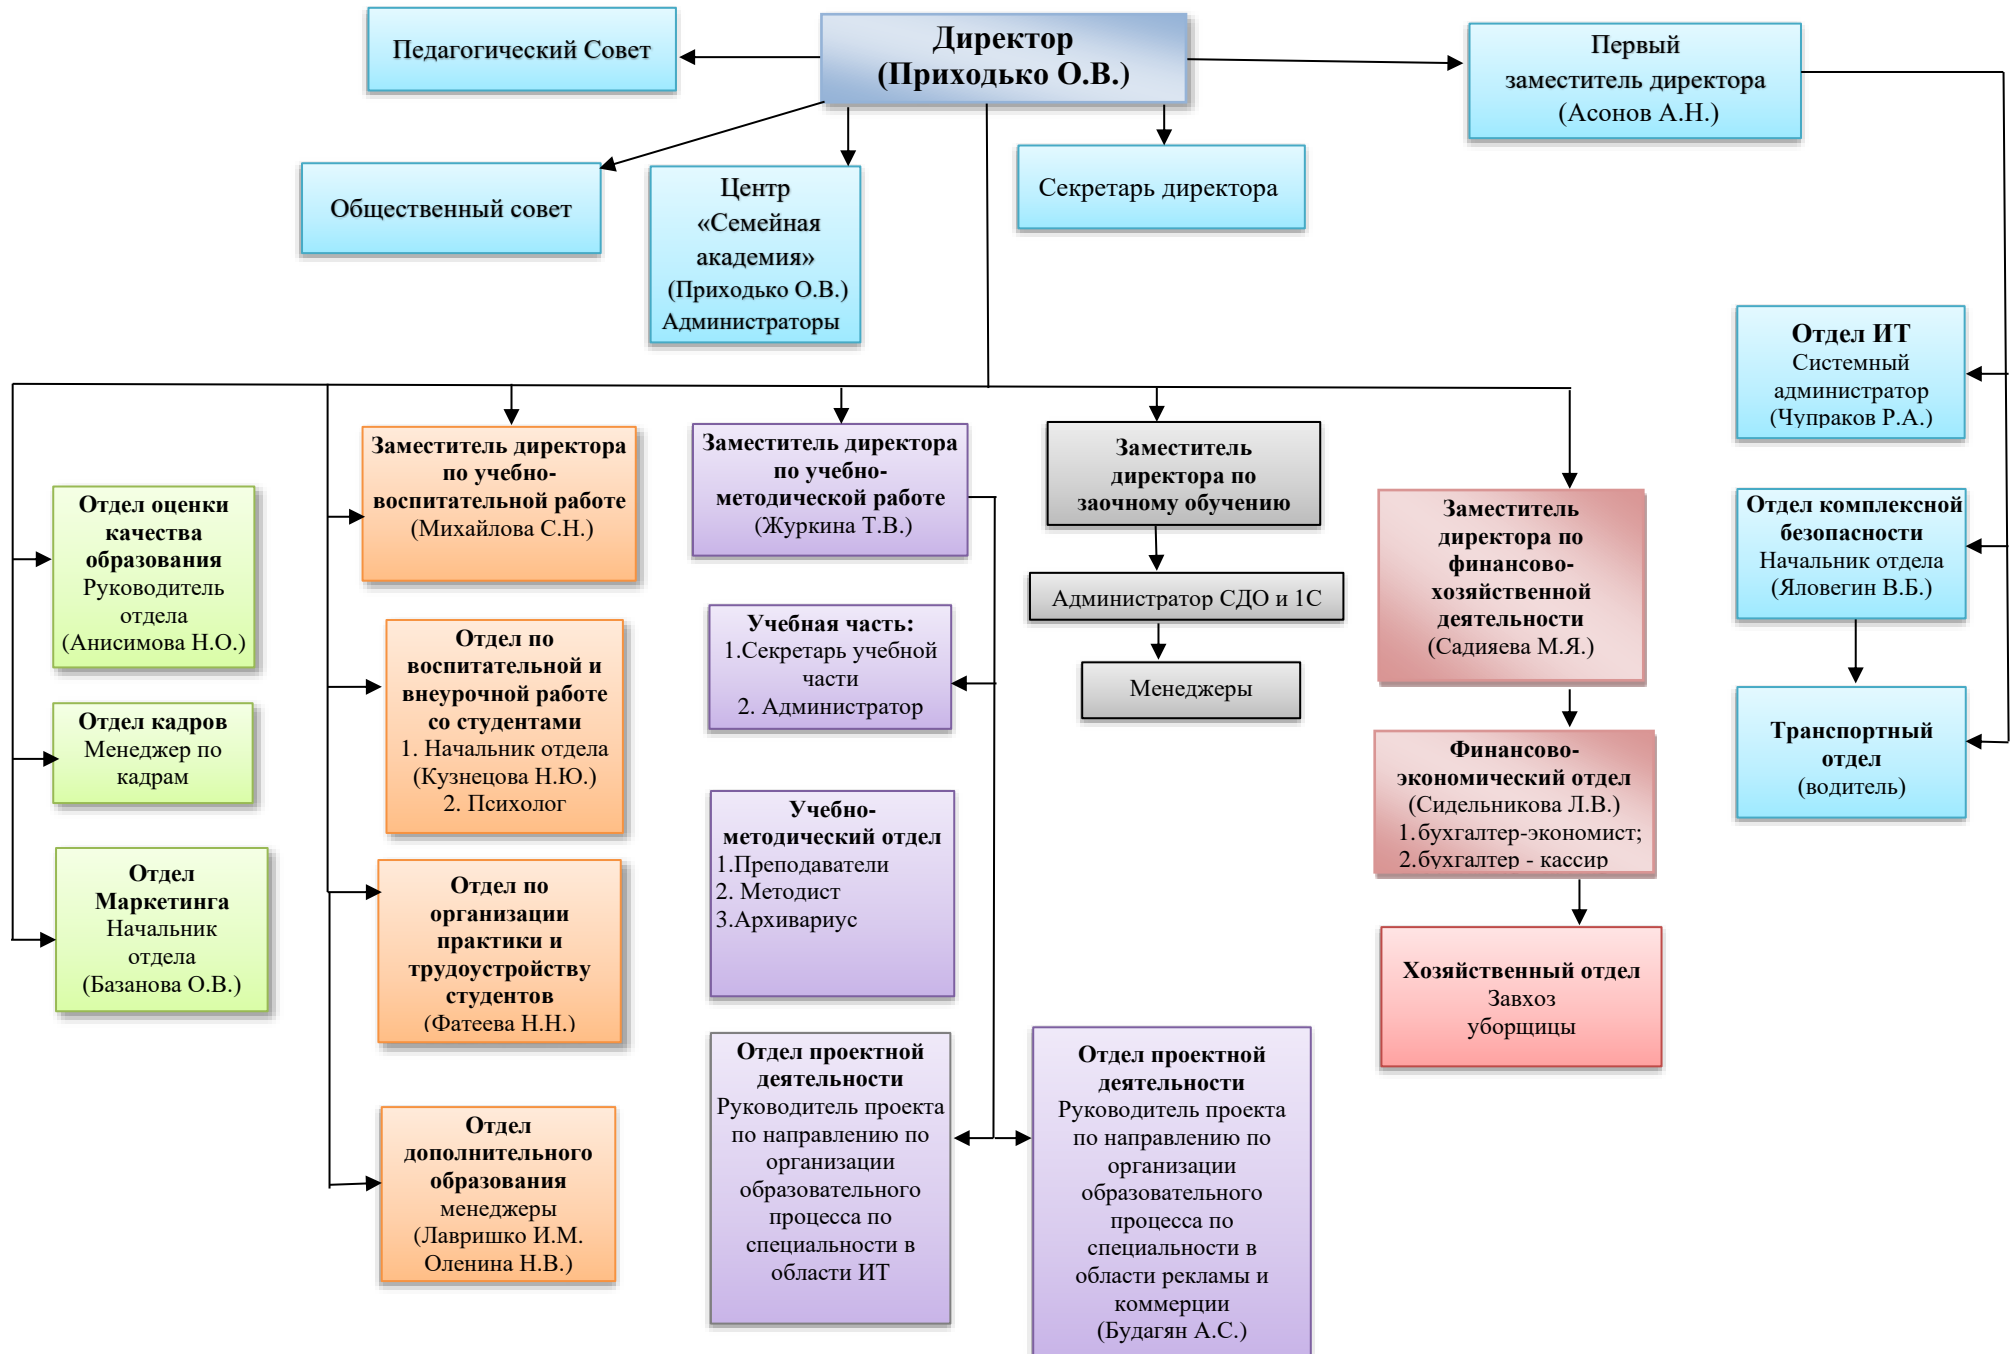 Педагогический Совет
Директор
(Приходько О.В.)
Первый
заместитель директора
(Асонов А.Н.)
Общественный совет
Центр
«Семейная
академия»
(Приходько О.В.)
Администраторы
Секретарь директора
Отдел ИТ
Системный
администратор
(Чупраков Р.А.)
Отдел комплексной
безопасности
Начальник отдела
(Яловегин В.Б.)
Транспортный
отдел
(водитель)
Отдел оценки
качества
образования
Руководитель
отдела
(Анисимова Н.О.)
Отдел кадров
Менеджер по
кадрам
Отдел
Маркетинга
Начальник
отдела
(Базанова О.В.)
Заместитель директора
по учебно-
воспитательной работе
(Михайлова С.Н.)
Отдел по
воспитательной и
внеурочной работе
со студентами
1. Начальник отдела
(Кузнецова Н.Ю.)
2. Психолог
Отдел по
организации
практики и
трудоустройству
студентов
(Фатеева Н.Н.)
Отдел
дополнительного
образования
менеджеры
(Лавришко И.М.
Оленина Н.В.)
Заместитель директора
по учебно-
методической работе
(Журкина Т.В.)
Учебная часть:
1.Секретарь учебной
части
2. Администратор
Учебно-
методический отдел
1.Преподаватели
2. Методист
3.Архивариус
Отдел проектной
деятельности
Руководитель проекта
по направлению по
организации
образовательного
процесса по
специальности в
области ИТ
Отдел проектной
деятельности
Руководитель проекта
по направлению по
организации
образовательного
процесса по
специальности в
области рекламы и
коммерции
(Будагян А.С.)
Заместитель
директора по
заочному обучению
Администратор СДО и 1С
Менеджеры
Заместитель
директора по
финансово-
хозяйственной
деятельности
(Садияева М.Я.)
Финансово-
экономический отдел
(Сидельникова Л.В.)
1.бухгалтер-экономист;
2.бухгалтер - кассир
Хозяйственный отдел
Завхоз
уборщицы